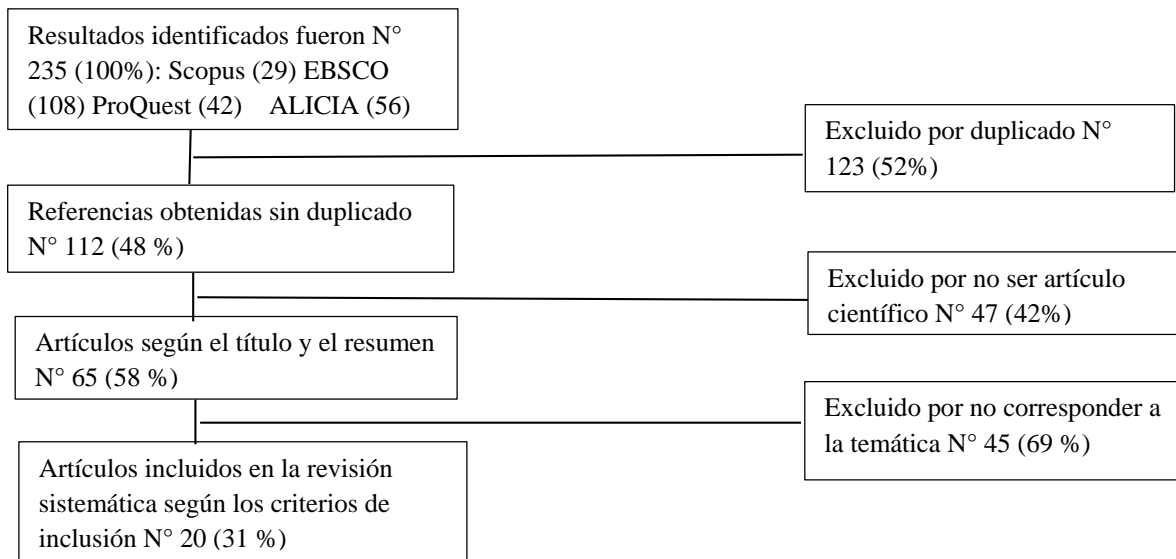 Resultados identificados fueron N°
235 (100%): Scopus (29) EBSCO
(108) ProQuest (42) ALICIA (56)
Excluido por duplicado N°
123 (52%)
Referencias obtenidas sin duplicado
N° 112 (48 %)
Excluido por no ser artículo
científico N° 47 (42%)
Artículos según el título y el resumen
N° 65 (58 %)
Excluido por no corresponder a
la temática N° 45 (69 %)
Artículos incluidos en la revisión
sistemática según los criterios de
inclusión N° 20 (31 %)